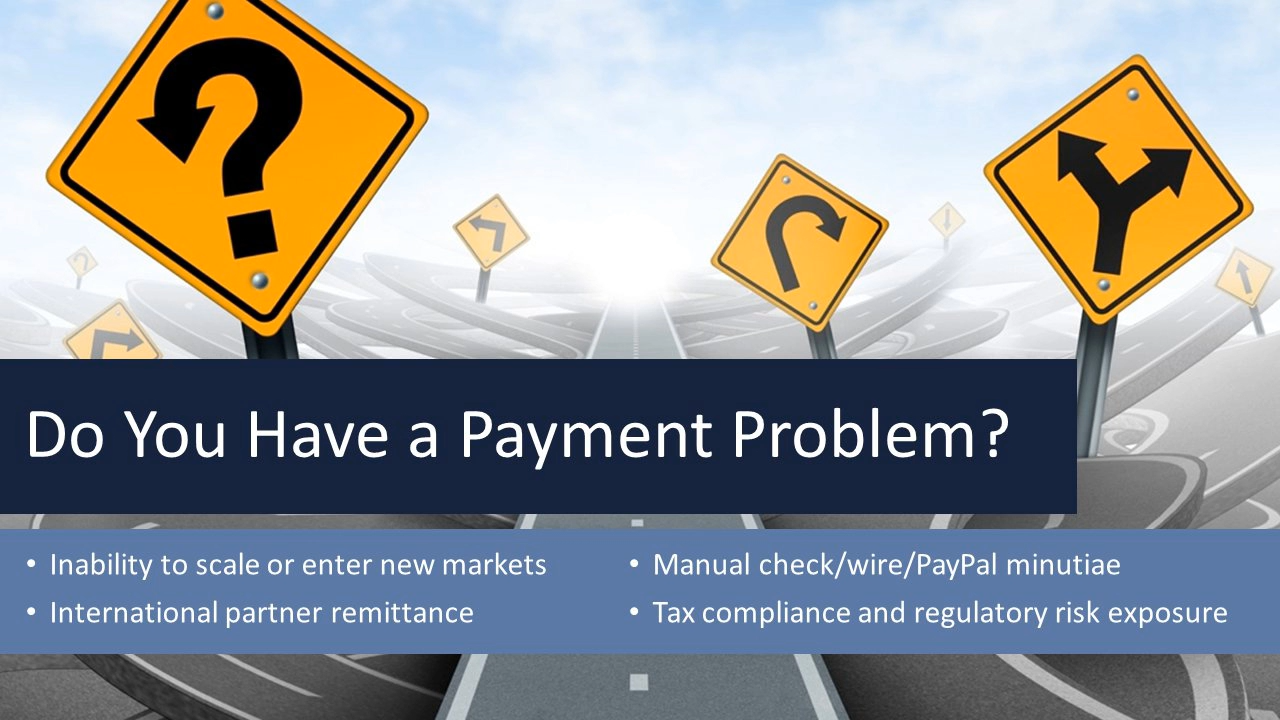 Do You Have a Payment Problem?
• Inability to scale or enter new markets
• International partner remittance
• Manual check/wire/PayPal minutiae
• Tax compliance and regulatory risk exposure